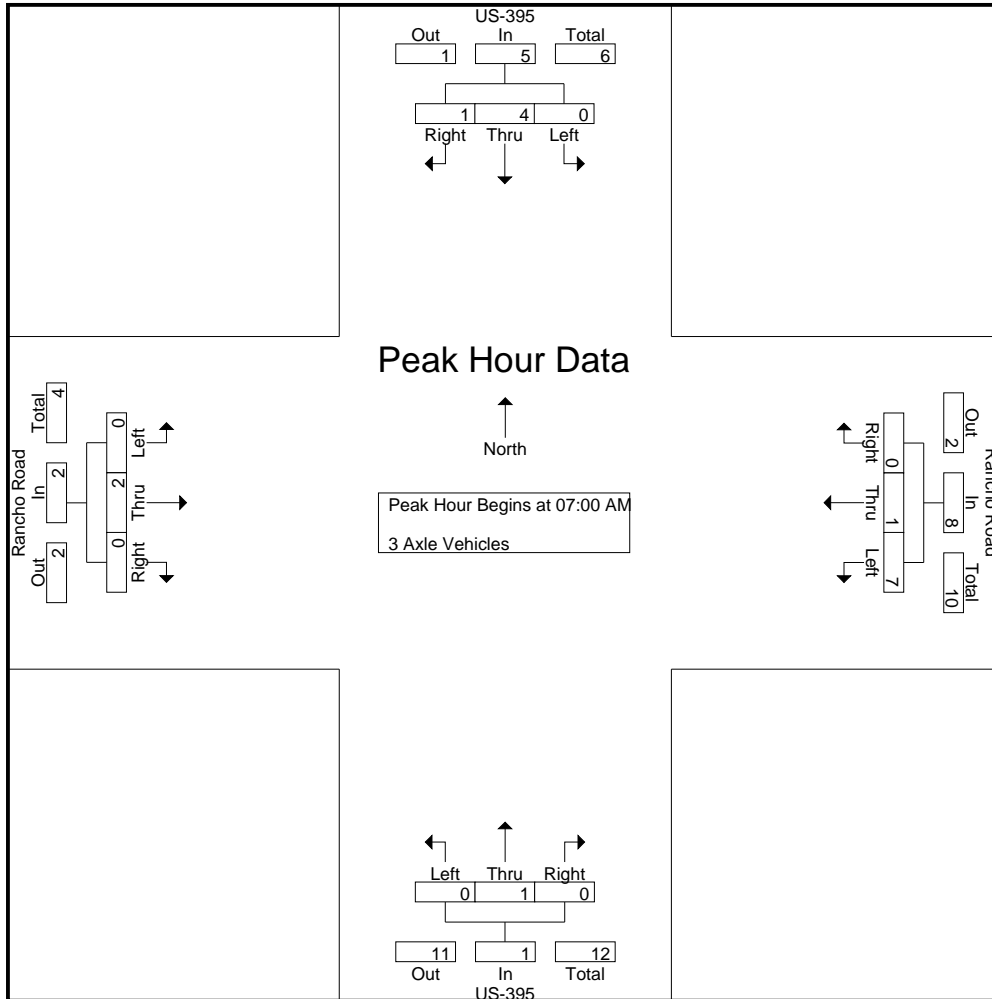 US-395
Out In Total
1 5 6
1 4 0
Right Thru Left
Peak Hour Data
North
Peak Hour Begins at 07:00 AM
3 Axle Vehicles
Rancho Road
Out In Total
2 2 4
Left Thru Right
0 2 0
Rancho Road
Out In Total
2 8 10
Right Thru Left
0 1 7
Left Thru Right
0 1 0
11 1 12
Out In Total
US-395